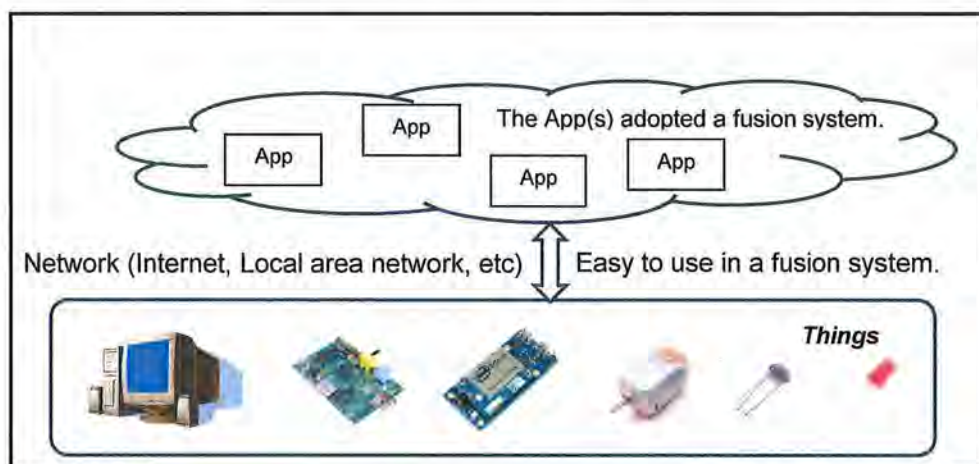 App
The App(s) adopted a fusion system.
App
App
App
Network (Internet, Local area network, etc)
Easy to use in a fusion system.
Things